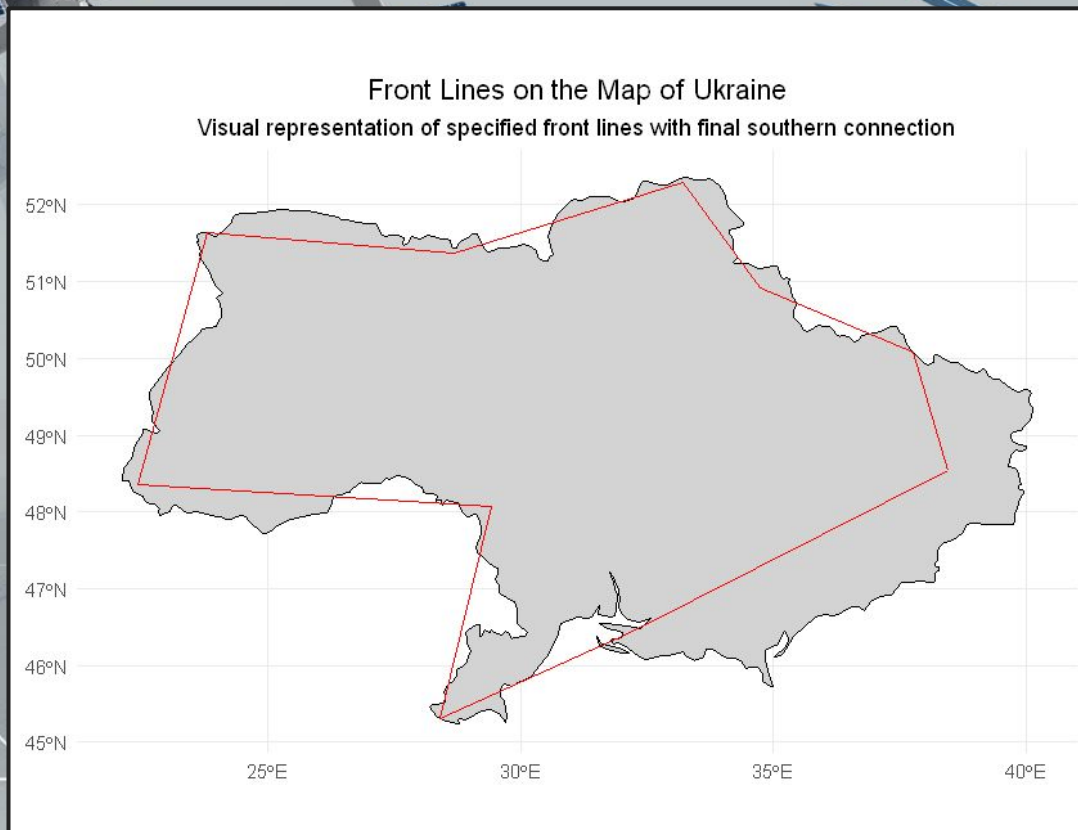 Front Lines on the Map of Ukraine
Visual representation of specified front lines with final southern connection
52°N
51°N
50°N
49°N
48°N
47°N
46°N
45°N
25°E
30°E
35°E
40°E